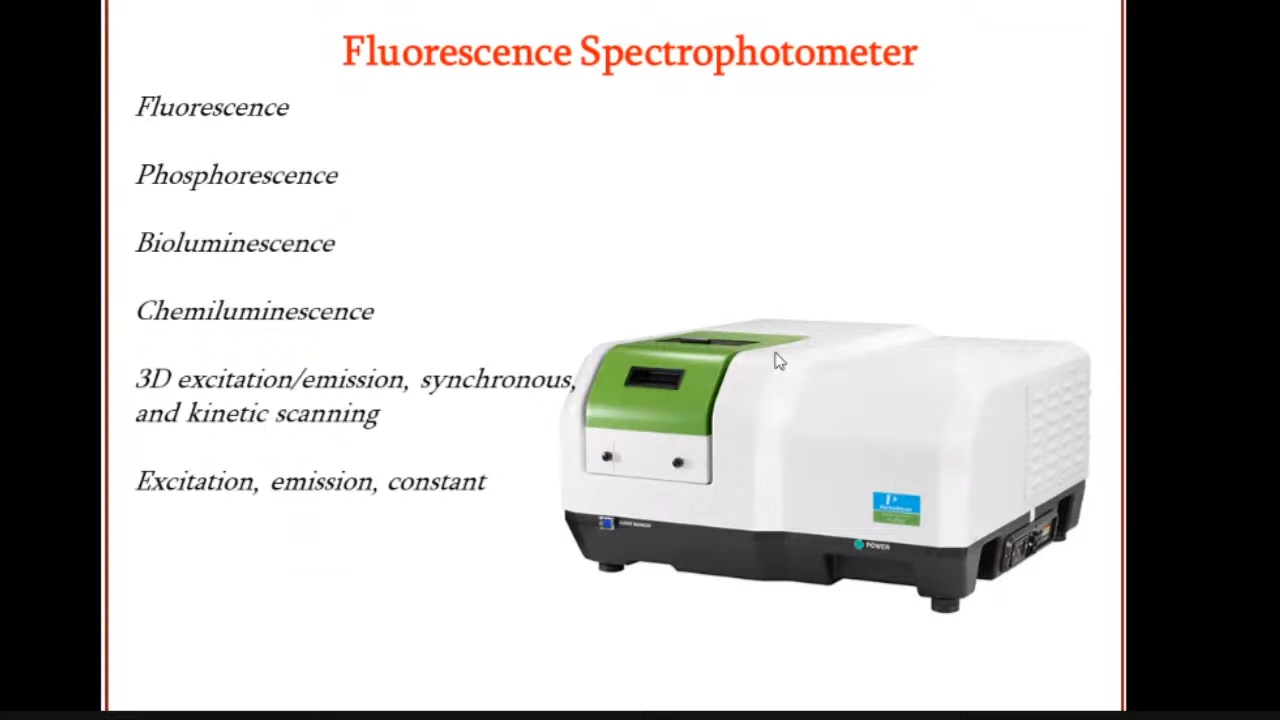 Fluorescence Spectrophotometer
Fluorescence
Phosphorescence
Bioluminescence
Chemiluminescence
3D excitation/emission, synchronous,
and kinetic scanning
Excitation, emission, constant
POWER